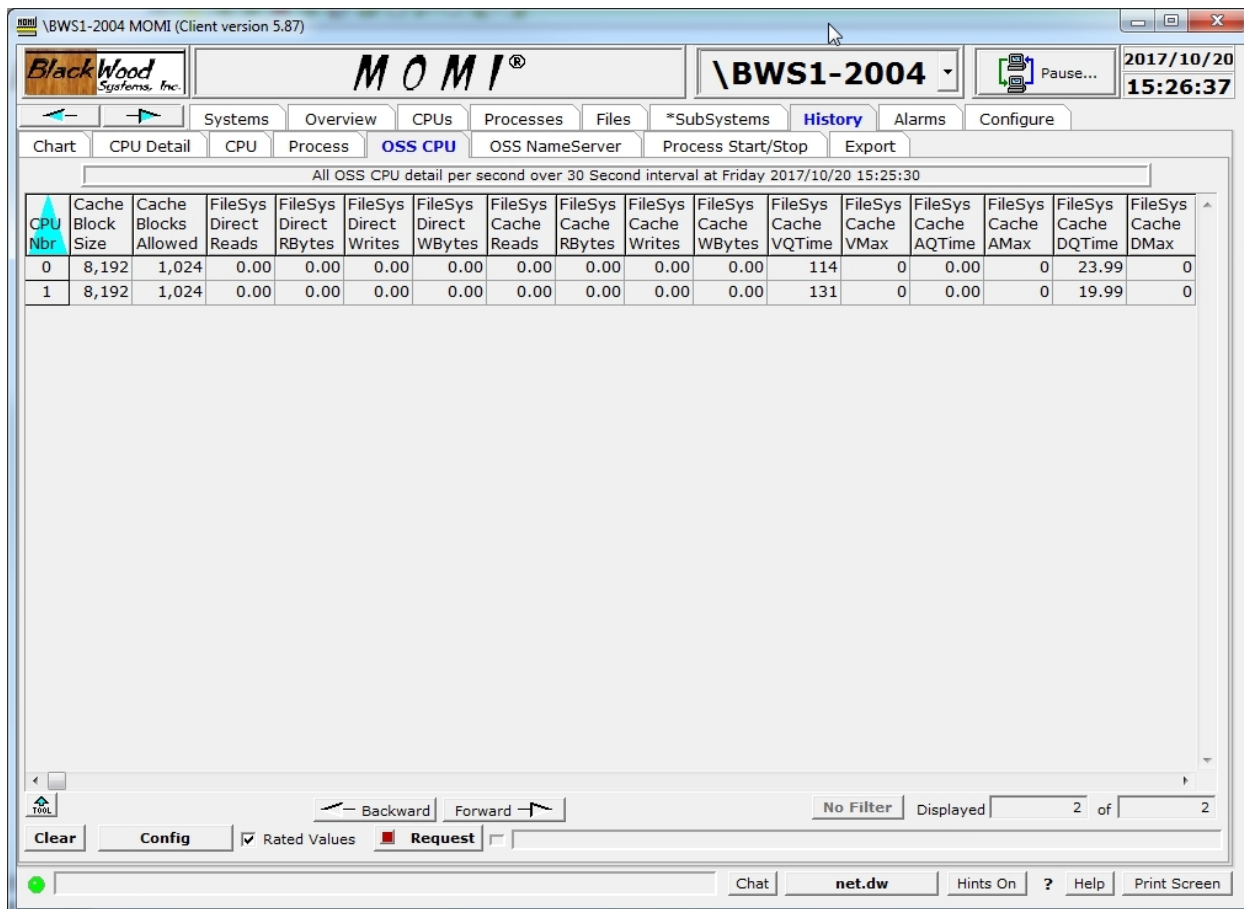 \BWS1-2004 MOMI (Client version 5.87)
BlackWood Systems, Inc.
MOMI®
\BWS1-2004
Pause...
2017/10/20
15:26:37
Systems Overview CPUs Processes Files *SubSystems History Alarms Configure
Chart CPU Detail CPU Process OSS CPU OSS NameServer Process Start/Stop Export
All OSS CPU detail per second over 30 Second interval at Friday 2017/10/20 15:25:30
Cache Cache FileSys FileSys FileSys FileSys FileSys FileSys FileSys FileSys FileSys FileSys FileSys FileSys FileSys FileSys
CPU Block Blocks Direct Direct Direct Direct Cache Cache Cache Cache Cache Cache Cache Cache Cache Cache
Nbr Size Allowed Reads RBytes Writes WBytes Reads RBytes Writes WBytes VQTime VMax AQTime AMax DQTime DMax
0 8,192 1,024 0.00 0.00 0.00 0.00 0.00 0.00 0.00 0.00 114 0 0.00 0 23.99 0
1 8,192 1,024 0.00 0.00 0.00 0.00 0.00 0.00 0.00 0.00 131 0 0.00 0 19.99 0
TOOL Backward Forward No Filter Displayed 2 of 2
Clear Config Rated Values Request
Chat net.dw Hints On ? Help Print Screen